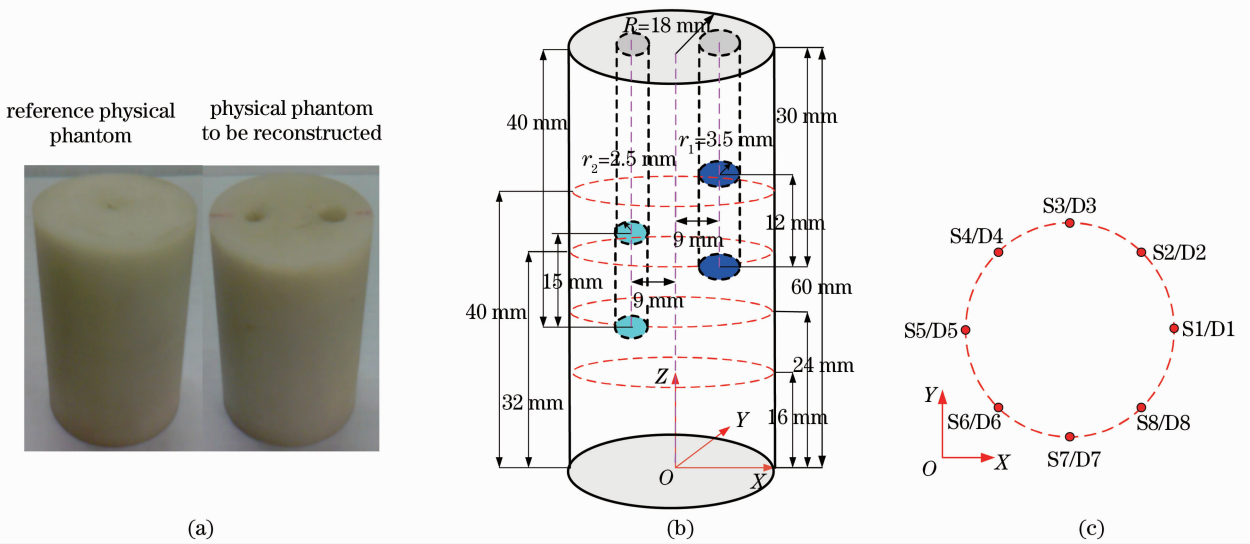 reference physical
phantom
physical phantom
to be reconstructed
(a)
R=18 mm
40 mm
30 mm
r₁=3.5 mm
r₂=2.5 mm
12 mm
9 mm
15 mm
9 mm
60 mm
40 mm
24 mm
32 mm
16 mm
Z
Y
O
X
(b)
S3/D3
S4/D4
S2/D2
S5/D5
S1/D1
S6/D6
S8/D8
S7/D7
Y
O
X
(c)